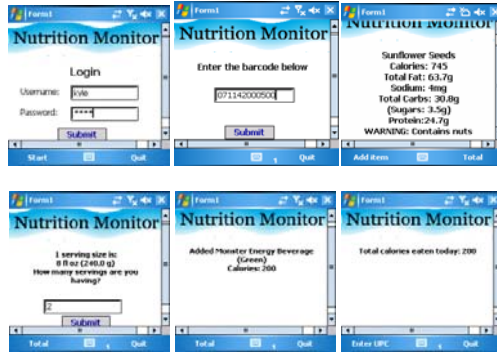 Form1
Nutrition Monitor
Login
Username: kyle
Password: ****
Submit
Start Quit
Form1
Nutrition Monitor
Enter the barcode below
071142000500
Submit
Quit
Form1
Nutrition Monitor
Sunflower Seeds
Calories: 745
Total Fat: 63.7g
Sodium: 4mg
Total Carbs: 30.8g
(Sugars: 3.5g)
Protein:24.7g
WARNING: Contains nuts
Add item Total
Form1
Nutrition Monitor
1 serving size is:
8 fl oz (240.0 g)
How many servings are you
having?
2
Submit
Total Quit
Form1
Nutrition Monitor
Added Monster Energy Beverage
(Green)
Calories: 200
Total Quit
Form1
Nutrition Monitor
Total calories eaten today: 200
Enter UPC Quit